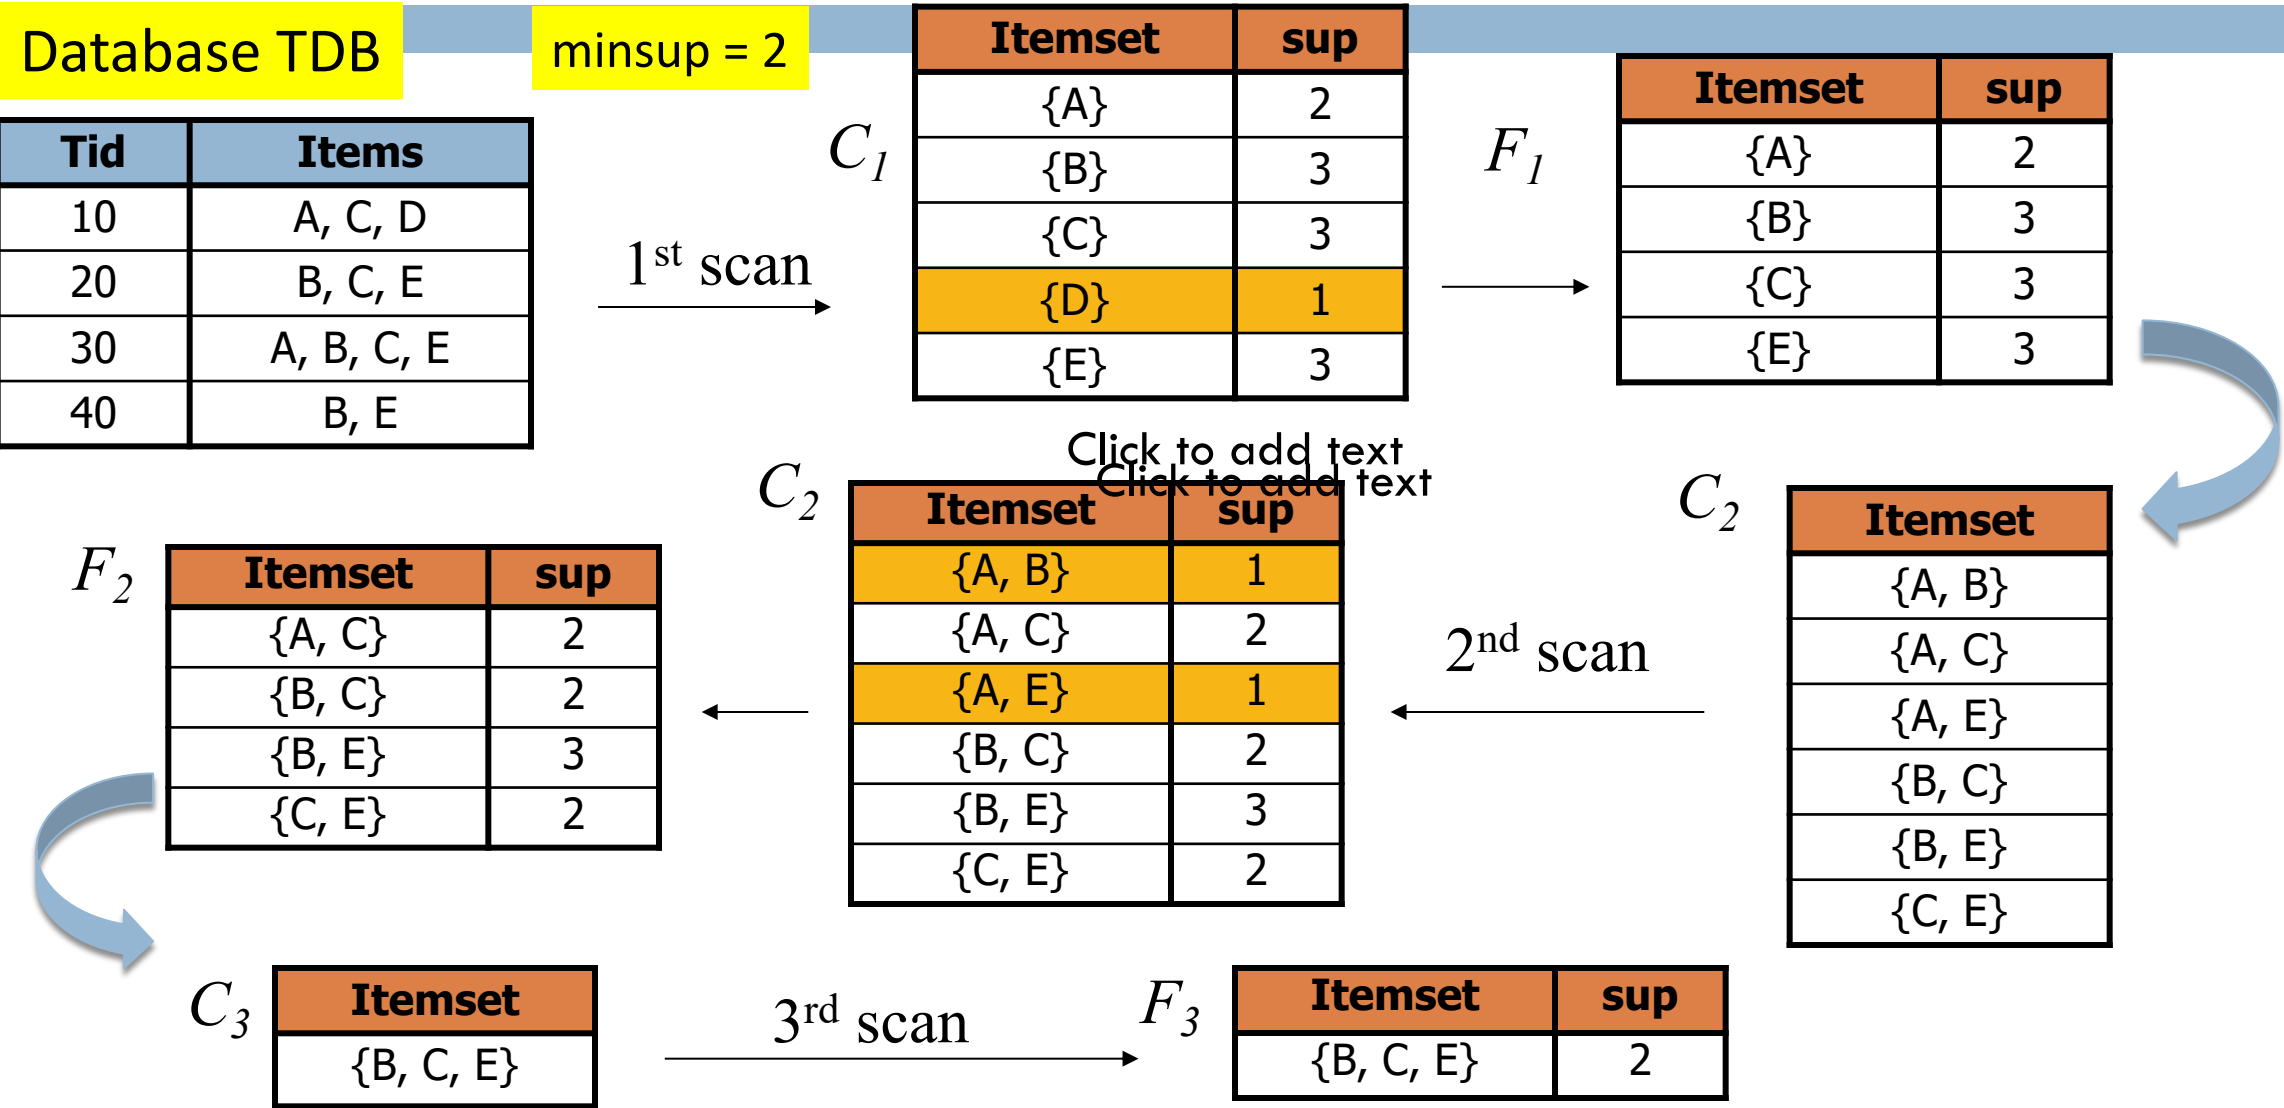 Database TDB
minsup = 2
Tid Items
10 A, C, D
20 B, C, E
30 A, B, C, E
40 B, E
1st scan
C1
Itemset sup
{A} 2
{B} 3
{C} 3
{D} 1
{E} 3
F1
Itemset sup
{A} 2
{B} 3
{C} 3
{E} 3
Click to add text
Click to add text
C2
Itemset
{A, B}
{A, C}
{A, E}
{B, C}
{B, E}
{C, E}
2nd scan
C2
Itemset sup
{A, B} 1
{A, C} 2
{A, E} 1
{B, C} 2
{B, E} 3
{C, E} 2
F2
Itemset sup
{A, C} 2
{B, C} 2
{B, E} 3
{C, E} 2
C3
Itemset
{B, C, E}
3rd scan
F3
Itemset sup
{B, C, E} 2